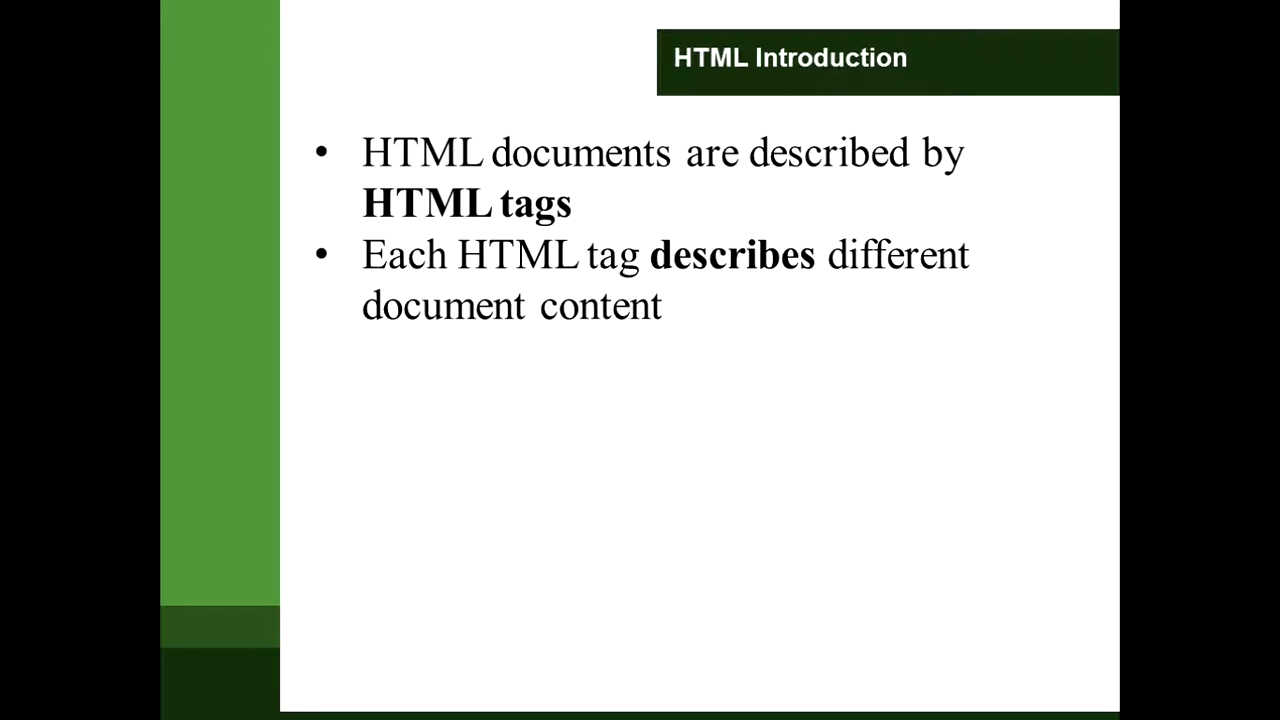 HTML Introduction
• HTML documents are described by
HTML tags
• Each HTML tag describes different
document content